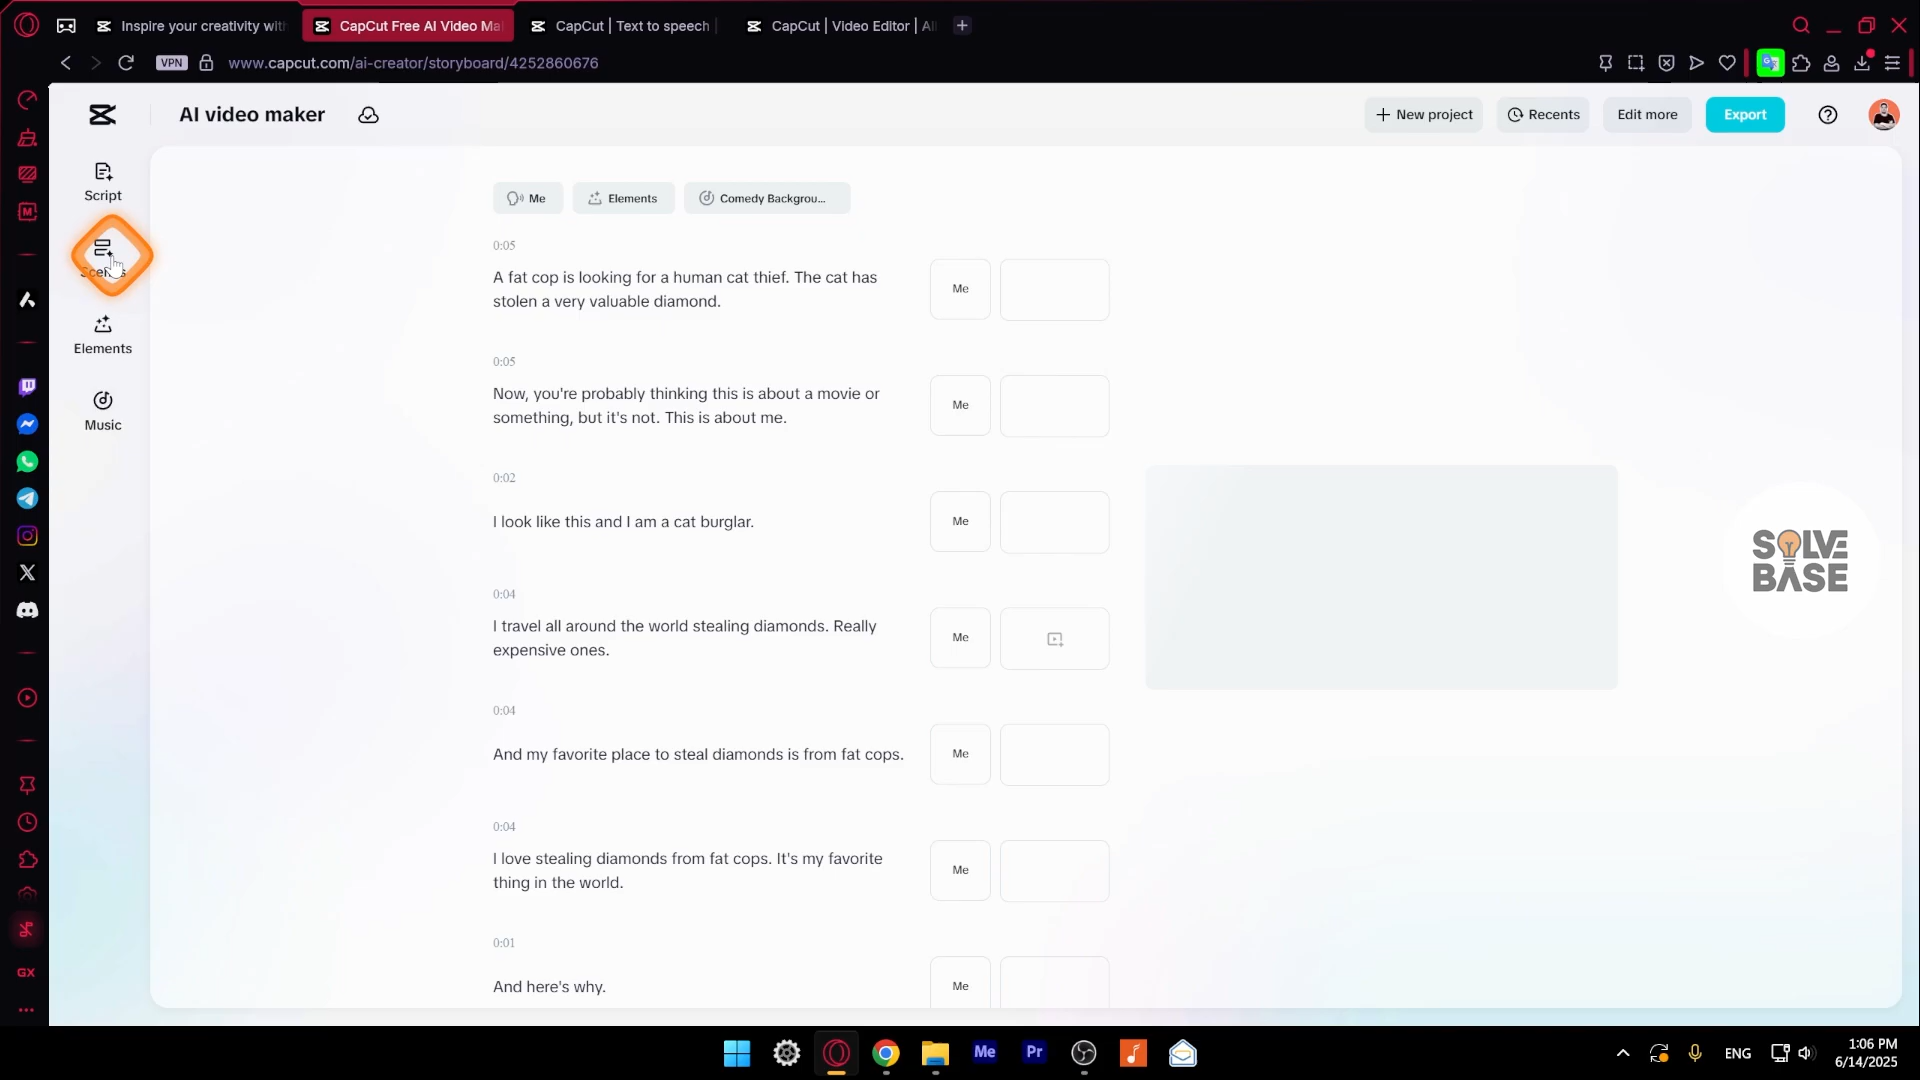 Inspire your creativity with
CapCut Free AI Video Ma
CapCut | Text to speech
CapCut | Video Editor | Al
VPN
www.capcut.com/ai-creator/storyboard/4252860676
AI video maker
New project
Recents
Edit more
Export
Script
Scenes
Elements
Music
Me
Elements
Comedy Backgrou...
0:05
A fat cop is looking for a human cat thief. The cat has
stolen a very valuable diamond.
Me
0:05
Now, you're probably thinking this is about a movie or
something, but it's not. This is about me.
Me
0:02
I look like this and I am a cat burglar.
Me
0:04
I travel all around the world stealing diamonds. Really
expensive ones.
Me
0:04
And my favorite place to steal diamonds is from fat cops.
Me
0:04
I love stealing diamonds from fat cops. It's my favorite
thing in the world.
Me
0:01
And here's why.
Me
SOLVE
BASE
GX
Me
Pr
ENG
1:06 PM
6/14/2025